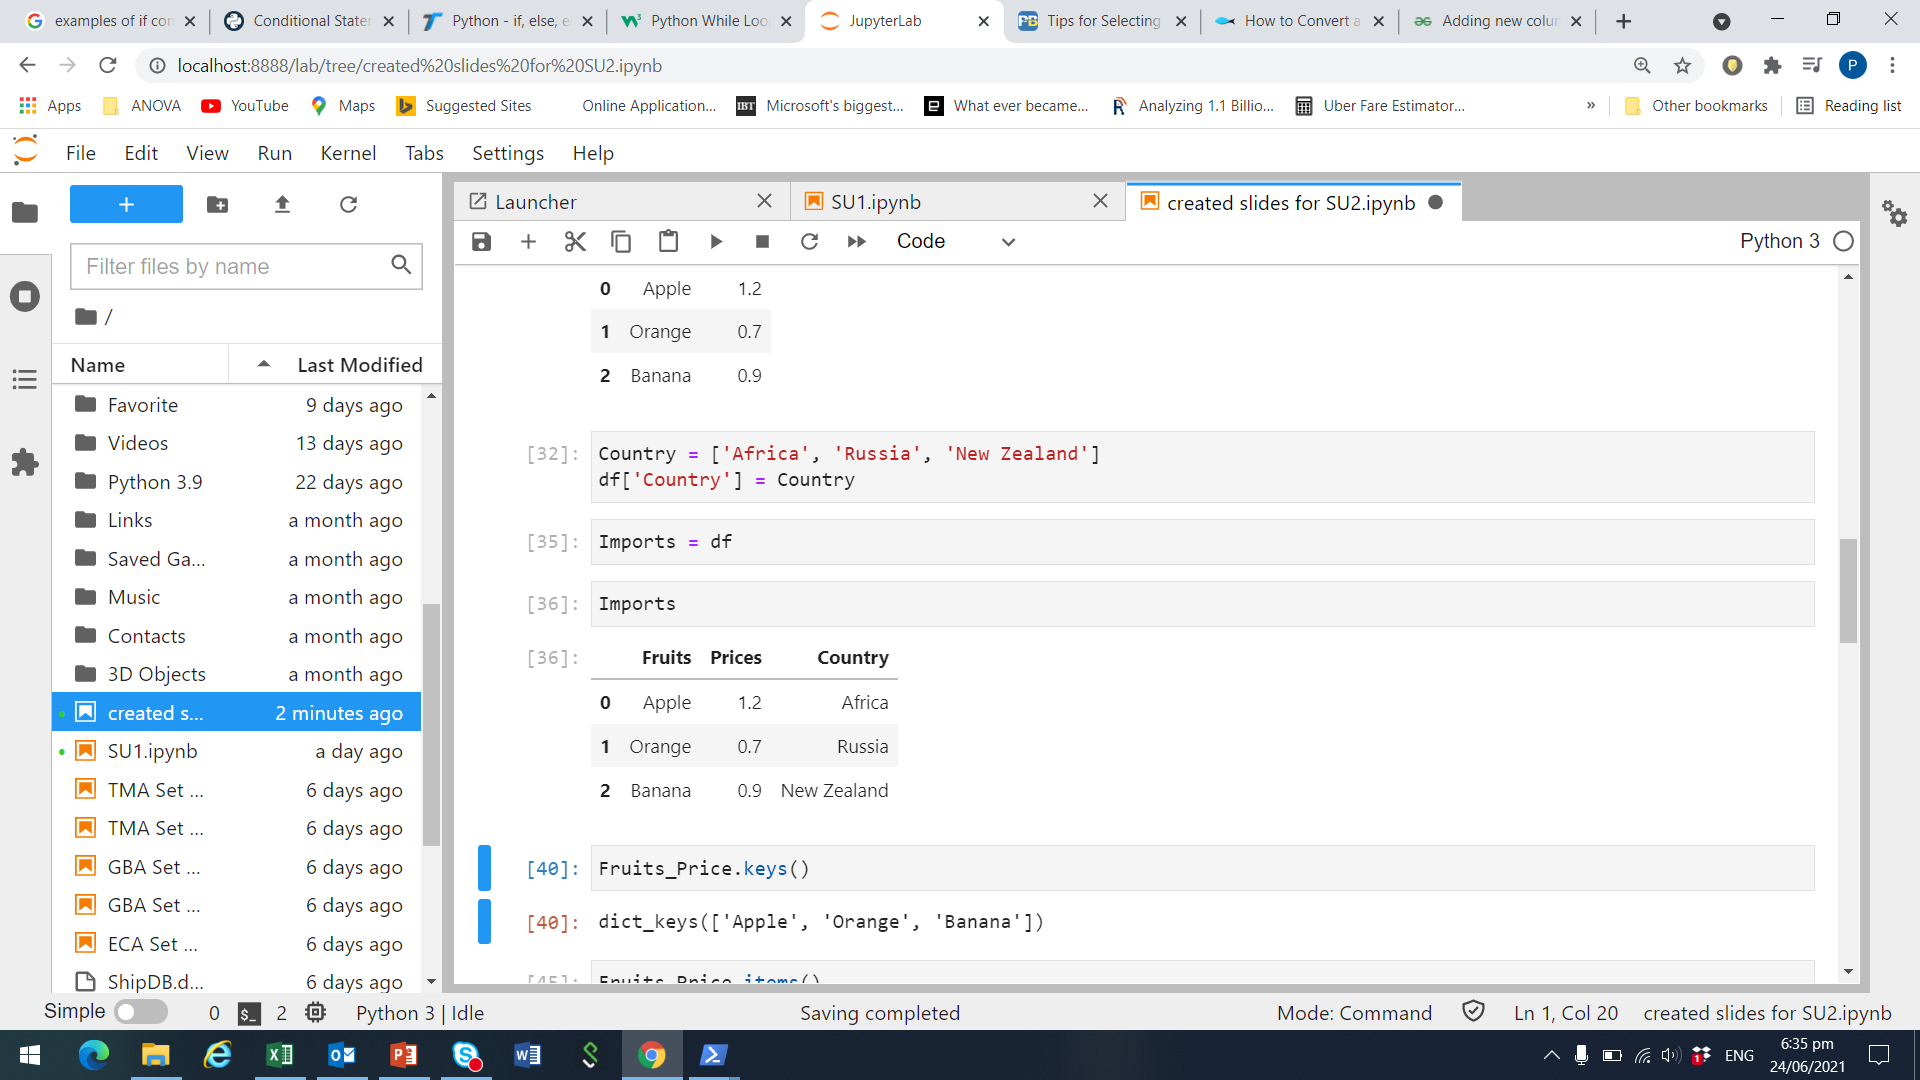 examples of if con
Conditional Stater
Python - if, else, e
Python While Loo
JupyterLab
Tips for Selecting
How to Convert a
Adding new colur
localhost:8888/lab/tree/created%20slides%20for%20SU2.ipynb
P
Apps
ANOVA
YouTube
Maps
Suggested Sites
Online Application...
IBT
Microsoft's biggest...
What ever became...
Analyzing 1.1 Billio...
Uber Fare Estimator...
»
Other bookmarks
Reading list
File Edit View Run Kernel Tabs Settings Help
Launcher
SU1.ipynb
created slides for SU2.ipynb
Code
Python 3
Filter files by name
/
Name Last Modified
Favorite 9 days ago
Videos 13 days ago
Python 3.9 22 days ago
Links a month ago
Saved Ga... a month ago
Music a month ago
Contacts a month ago
3D Objects a month ago
created s... 2 minutes ago
SU1.ipynb a day ago
TMA Set ... 6 days ago
TMA Set ... 6 days ago
GBA Set ... 6 days ago
GBA Set ... 6 days ago
ECA Set ... 6 days ago
ShipDB.d... 6 days ago
0 Apple 1.2
1 Orange 0.7
2 Banana 0.9
[32]: Country = ['Africa', 'Russia', 'New Zealand']
df['Country'] = Country
[35]: Imports = df
[36]: Imports
[36]: Fruits Prices Country
0 Apple 1.2 Africa
1 Orange 0.7 Russia
2 Banana 0.9 New Zealand
[40]: Fruits_Price.keys()
[40]: dict_keys(['Apple', 'Orange', 'Banana'])
[45]: Fruits_Price.items()
Simple 0 $_ 2 Python 3 | Idle Saving completed Mode: Command Ln 1, Col 20 created slides for SU2.ipynb
ENG
6:35 pm
24/06/2021